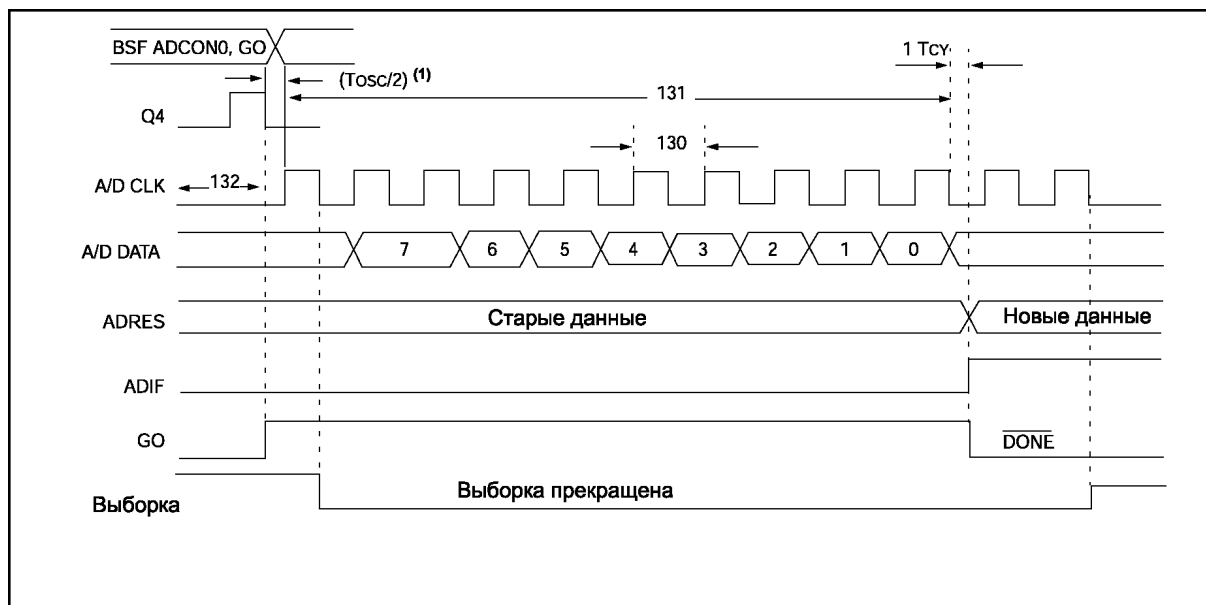 BSF ADCON0, GO
1 TCY
(TOSC/2) (1)
131
Q4
130
A/D CLK
132
A/D DATA
7 6 5 4 3 2 1 0
ADRES
Старые данные
Новые данные
ADIF
GO
DONE
Выборка
Выборка прекращена